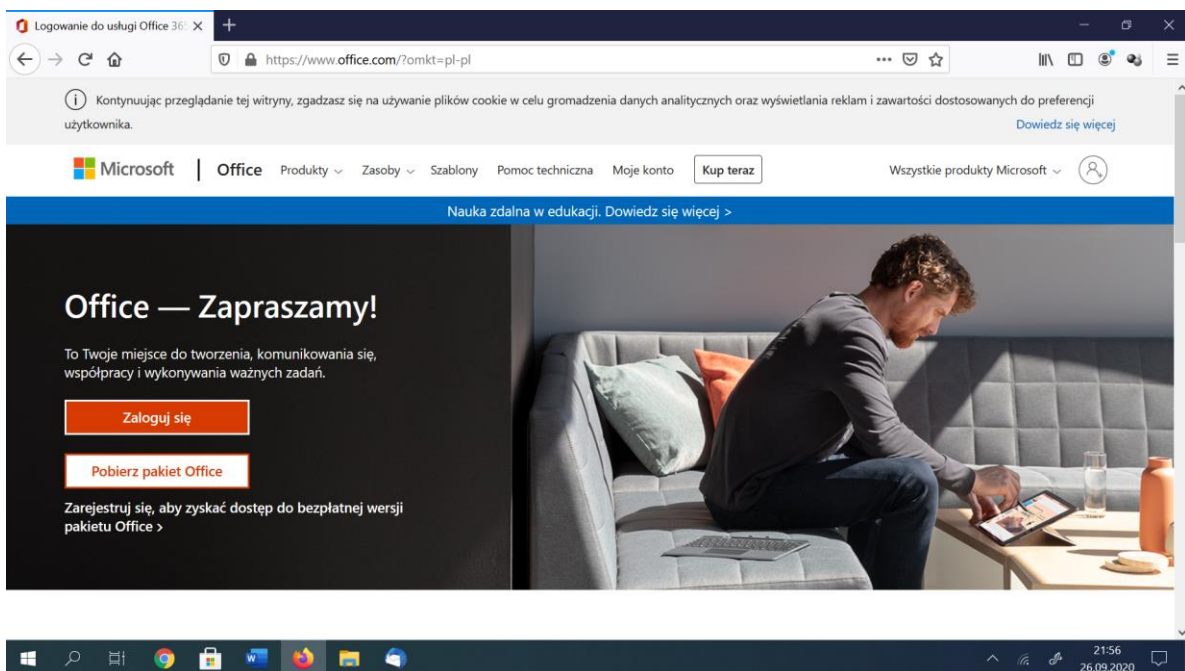 Logowanie do usługi Office 365
https://www.office.com/?omkt=pl-pl
Kontynuując przeglądanie tej witryny, zgadzasz się na używanie plików cookie w celu gromadzenia danych analitycznych oraz wyświetlania reklam i zawartości dostosowanych do preferencji
użytkownika.
Dowiedz się więcej
Microsoft
Office Produkty Zasoby Szablony Pomoc techniczna Moje konto Kup teraz Wszystkie produkty Microsoft
Nauka zdalna w edukacji. Dowiedz się więcej >
Office — Zapraszamy!
To Twoje miejsce do tworzenia, komunikowania się,
współpracy i wykonywania ważnych zadań.
Zaloguj się
Pobierz pakiet Office
Zarejestruj się, aby zyskać dostęp do bezpłatnej wersji
pakietu Office >
21:56
26.09.2020